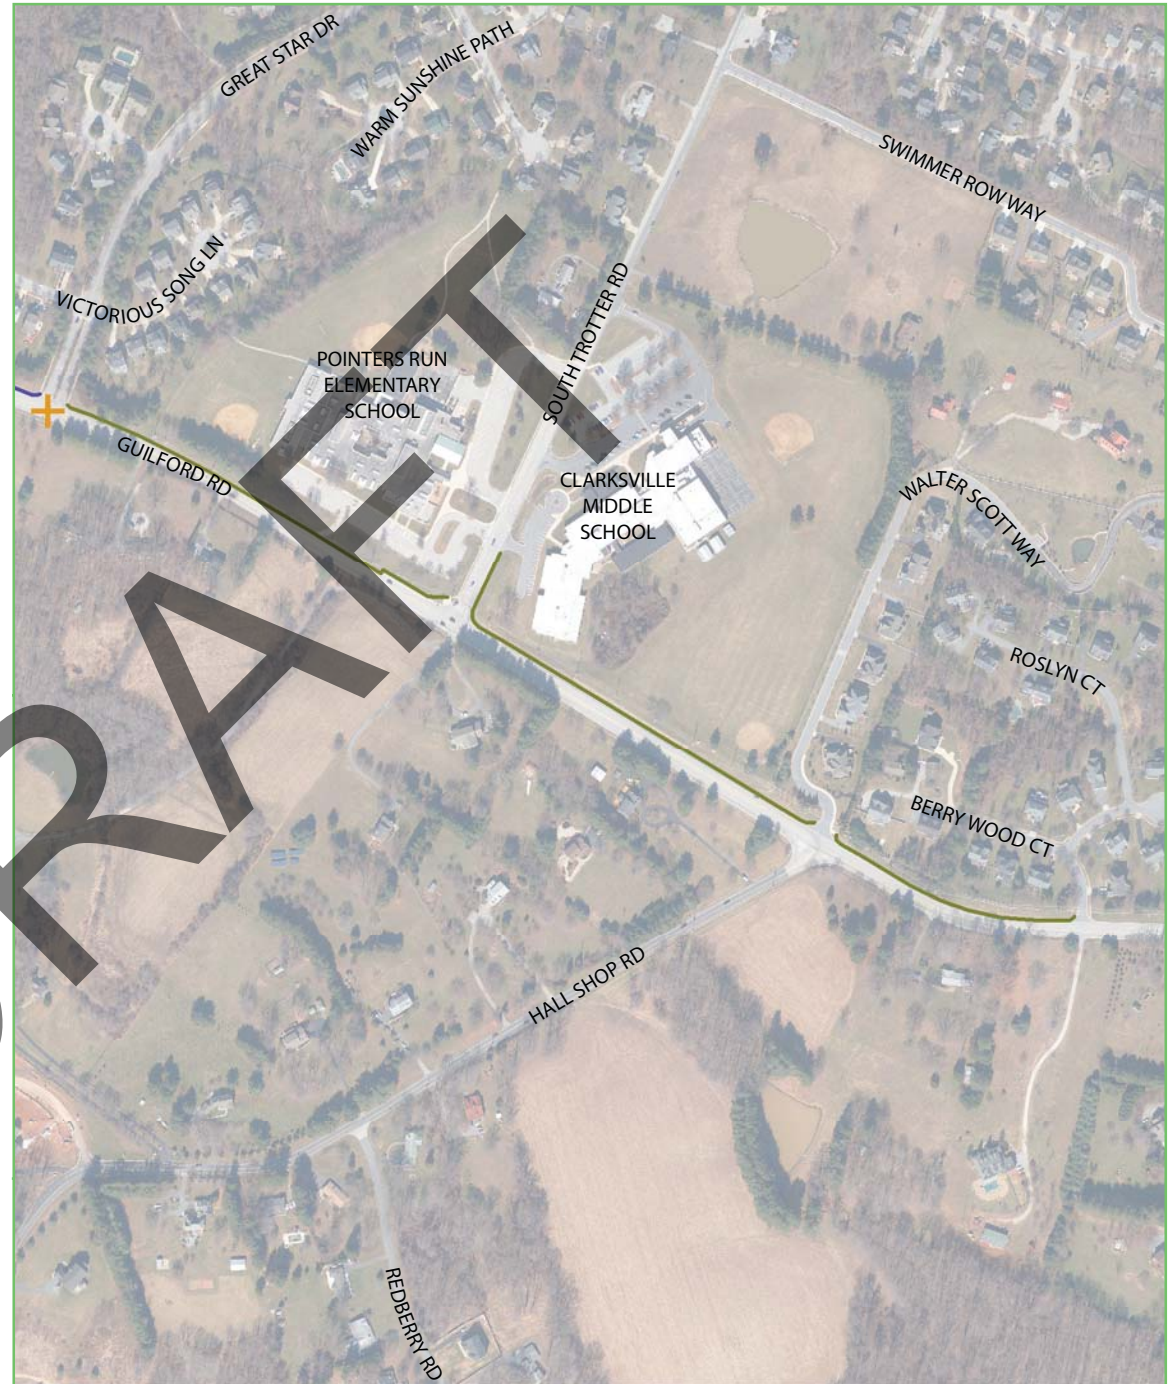 GREAT STAR DR
WARM SUNSHINE PATH
SWIMMER ROW WAY
VICTORIOUS SONG LN
SOUTH TROTTER RD
POINTERS RUN
ELEMENTARY
SCHOOL
GUILFORD RD
CLARKSVILLE
MIDDLE
SCHOOL
WALTER SCOTT WAY
ROSLYN CT
BERRY WOOD CT
HALL SHOP RD
REDBERRY RD
DRAFT